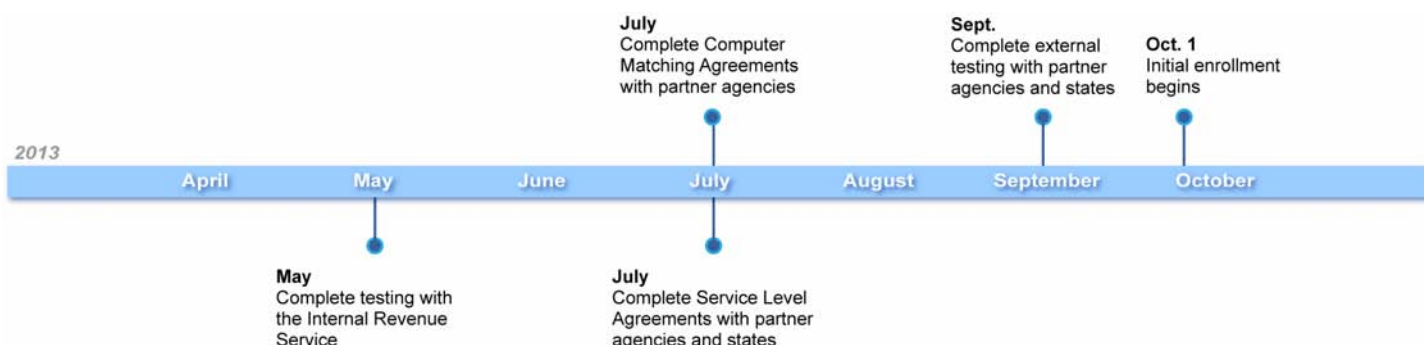 July
Complete Computer
Matching Agreements
with partner agencies
Sept.
Complete external
testing with partner
agencies and states
Oct. 1
Initial enrollment
begins
2013
April May June July August September October
May
Complete testing with
the Internal Revenue
Service
July
Complete Service Level
Agreements with partner
agencies and states